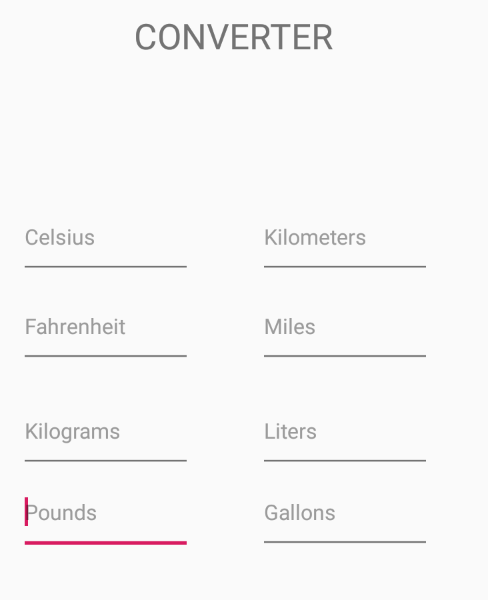 CONVERTER
Celsius
Kilometers
Fahrenheit
Miles
Kilograms
Liters
Pounds
Gallons